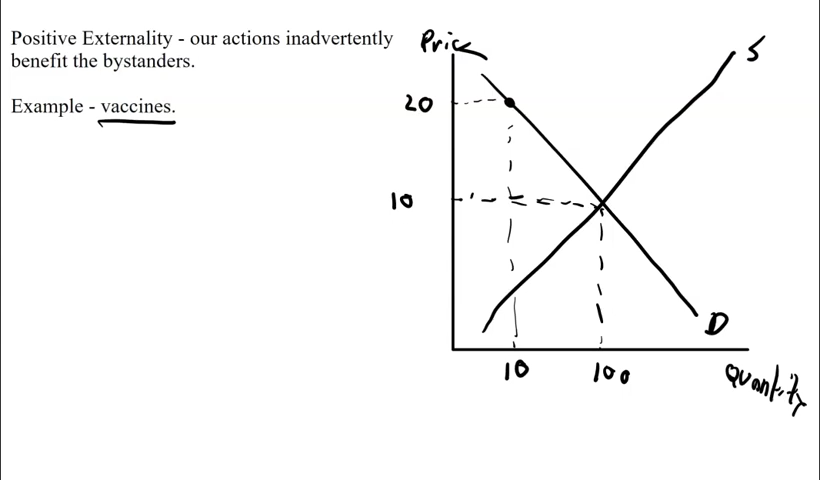 Positive Externality - our actions inadvertently
benefit the bystanders.
Example - vaccines.
Price
S
20
10
D
10
100
Quantity